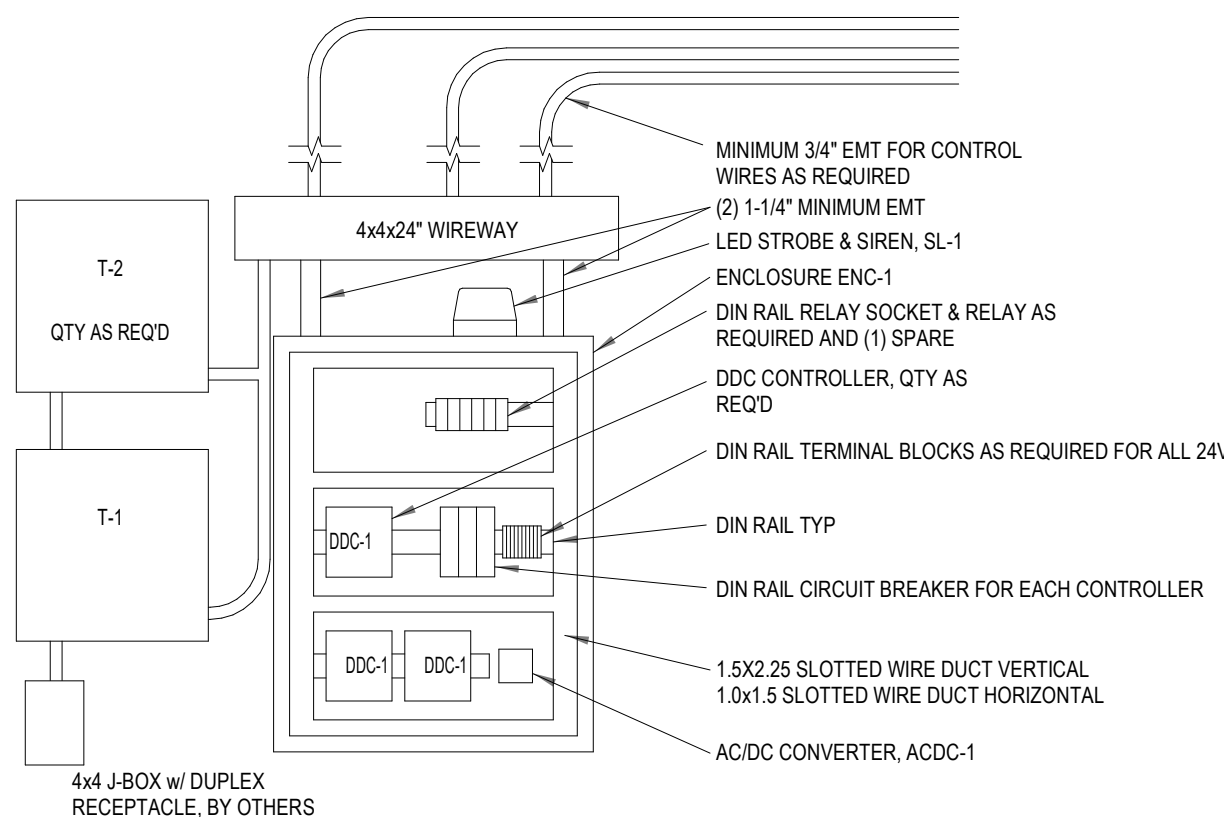 MINIMUM 3/4" EMT FOR CONTROL
WIRES AS REQUIRED
(2) 1-1/4" MINIMUM EMT
4x4x24" WIREWAY
LED STROBE & SIREN, SL-1
T-2
ENCLOSURE ENC-1
QTY AS REQ'D
DIN RAIL RELAY SOCKET & RELAY AS
REQUIRED AND (1) SPARE
DDC CONTROLLER, QTY AS
REQ'D
DIN RAIL TERMINAL BLOCKS AS REQUIRED FOR ALL 24V
T-1
DIN RAIL TYP
DDC-1
DIN RAIL CIRCUIT BREAKER FOR EACH CONTROLLER
DDC-1
DDC-1
1.5X2.25 SLOTTED WIRE DUCT VERTICAL
1.0x1.5 SLOTTED WIRE DUCT HORIZONTAL
AC/DC CONVERTER, ACDC-1
4x4 J-BOX w/ DUPLEX
RECEPTACLE, BY OTHERS